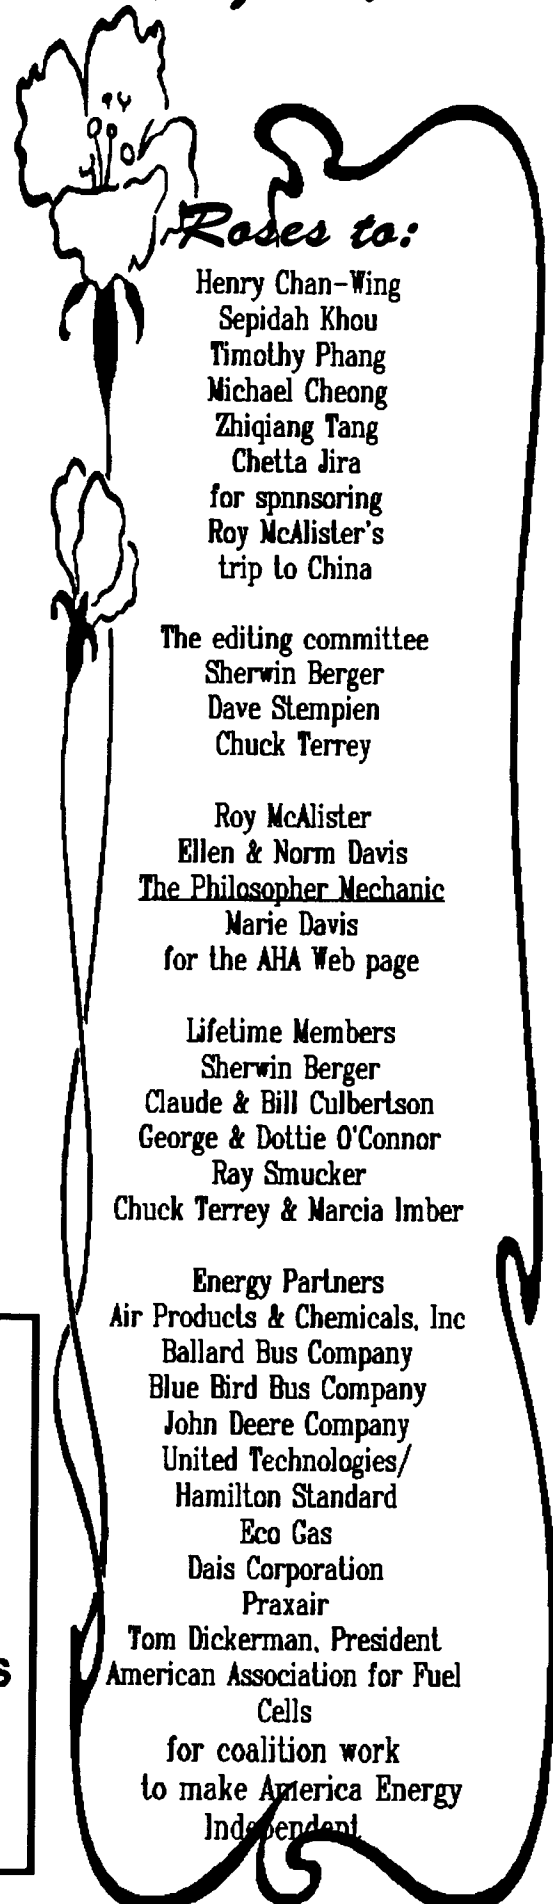 Roses to:
Henry Chan-Wing
Sepidah Khou
Timothy Phang
Michael Cheong
Zhiqiang Tang
Chetta Jira
for spnnsoring
Roy McAlister's
trip to China
The editing committee
Sherwin Berger
Dave Stempien
Chuck Terrey
Roy McAlister
Ellen & Norm Davis
The Philosopher Mechanic
Marie Davis
for the AHA Web page
Lifetime Members
Sherwin Berger
Claude & Bill Culbertson
George & Dottie O'Connor
Ray Smucker
Chuck Terrey & Marcia Imber
Energy Partners
Air Products & Chemicals, Inc
Ballard Bus Company
Blue Bird Bus Company
John Deere Company
United Technologies/
Hamilton Standard
Eco Gas
Dais Corporation
Praxair
Tom Dickerman, President
American Association for Fuel
Cells
for coalition work
to make America Energy
Independent